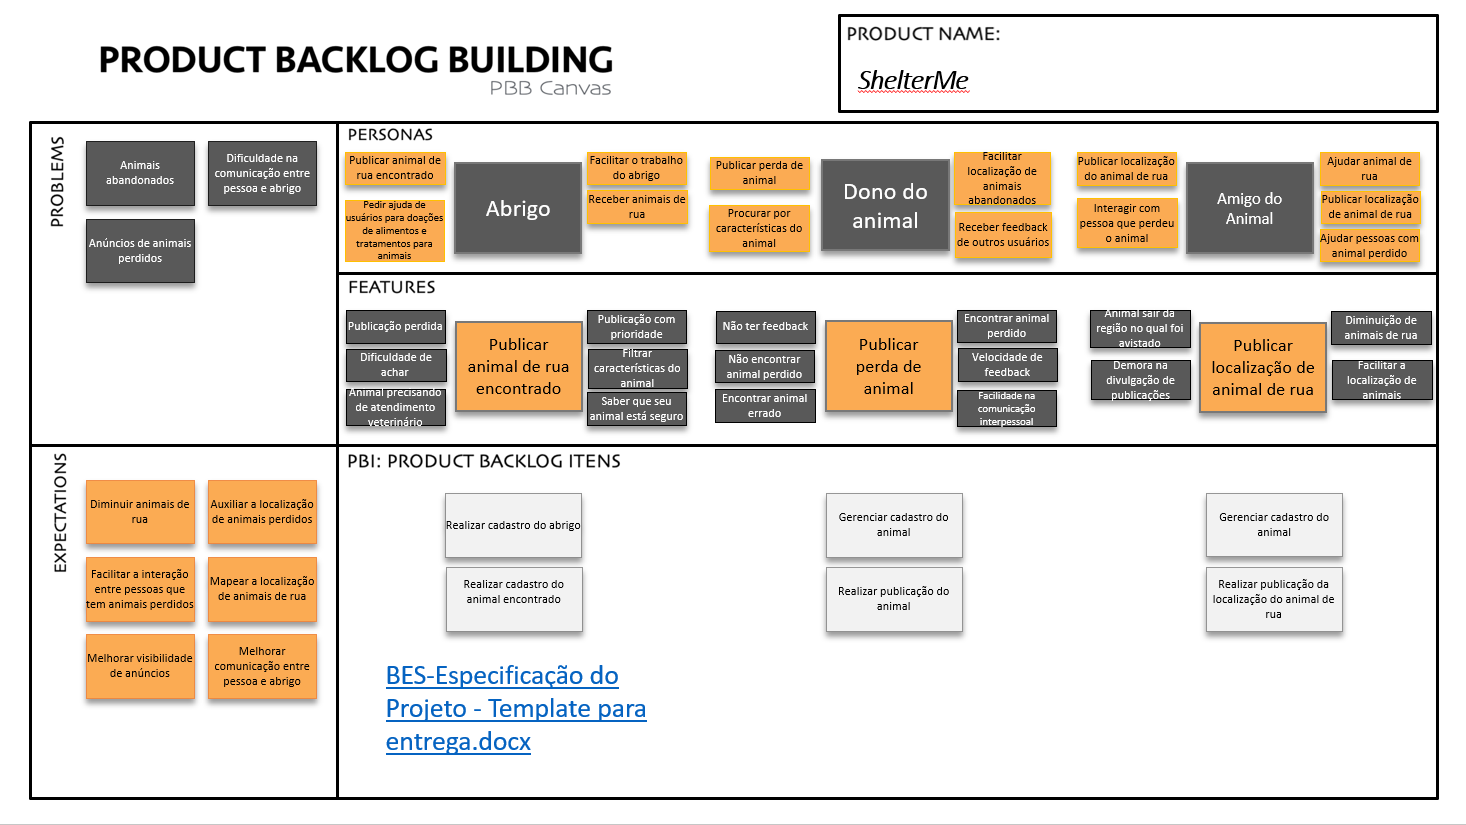 PRODUCT BACKLOG BUILDING
PBB Canvas
PRODUCT NAME:
ShelterMe
PROBLEMS
Animais
abandonados
Dificuldade na
comunicação entre
pessoa e abrigo
Anúncios de animais
perdidos
PERSONAS
Publicar animal de
rua encontrado
Pedir ajuda de
usuários para doações
de alimentos e
tratamentos para
animais
Abrigo
Facilitar o trabalho
do abrigo
Receber animais de
rua
Publicar perda de
animal
Procurar por
características do
animal
Dono do
animal
Facilitar
localização de
animais
abandonados
Receber feedback
de outros usuários
Publicar localização
do animal de rua
Interagir com
pessoa que perdeu
o animal
Amigo do
Animal
Ajudar animal de
rua
Publicar localização
de animal de rua
Ajudar pessoas com
animal perdido
FEATURES
Publicação perdida
Dificuldade de
achar
Animal precisando
de atendimento
veterinário
Publicar
animal de rua
encontrado
Publicação com
prioridade
Filtrar
características do
animal
Saber que seu
animal está seguro
Não ter feedback
Não encontrar
animal perdido
Encontrar animal
errado
Publicar
perda de
animal
Encontrar animal
perdido
Velocidade de
feedback
Facilidade na
comunicação
interpessoal
Animal sair da
região no qual foi
avistado
Demora na
divulgação de
publicações
Publicar
localização de
animal de rua
Diminuição de
animais de rua
Facilitar a
localização de
animais
EXPECTATIONS
Diminuir animais de
rua
Auxiliar a localização
de animais perdidos
Facilitar a interação
entre pessoas que
tem animais perdidos
Mapear a localização
de animais de rua
Melhorar visibilidade
de anúncios
Melhorar
comunicação entre
pessoa e abrigo
PBI: PRODUCT BACKLOG ITENS
Realizar cadastro do abrigo
Realizar cadastro do
animal encontrado
Gerenciar cadastro do
animal
Realizar publicação do
animal
Gerenciar cadastro do
animal
Realizar publicação da
localização do animal de
rua
BES-Especificação do
Projeto - Template para
entrega.docx